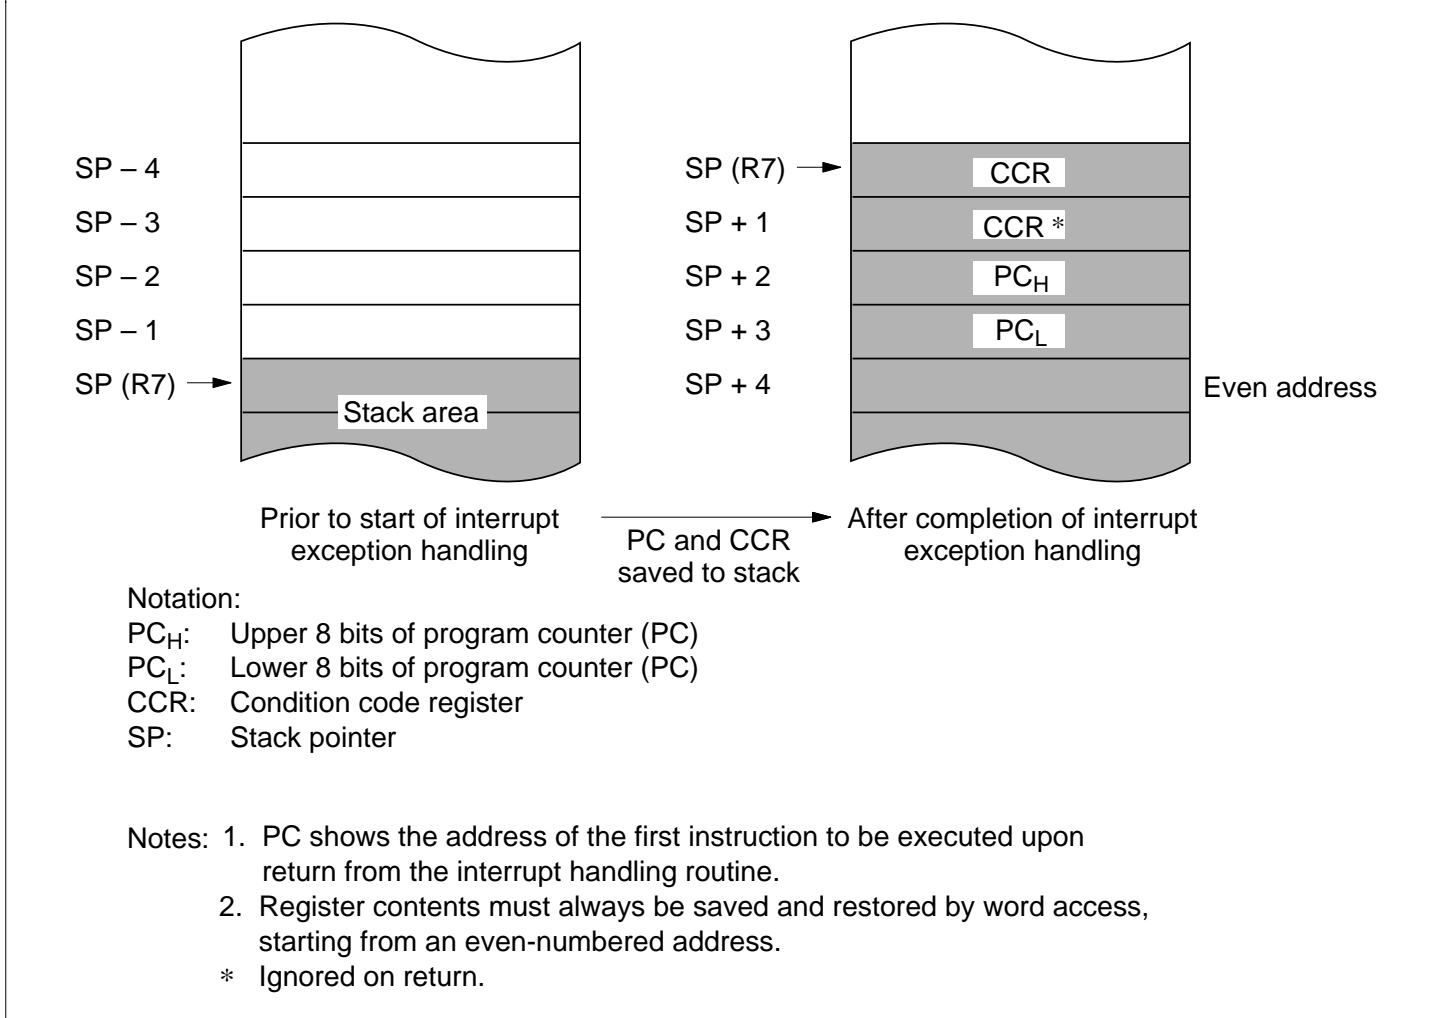 SP – 4
SP – 3
SP – 2
SP – 1
SP (R7)
Stack area
SP (R7)
SP + 1
SP + 2
SP + 3
SP + 4
CCR
CCR *
PCH
PCL
Even address
Prior to start of interrupt
exception handling
PC and CCR
saved to stack
After completion of interrupt
exception handling
Notation:
PCH: Upper 8 bits of program counter (PC)
PCL: Lower 8 bits of program counter (PC)
CCR: Condition code register
SP: Stack pointer
Notes: 1. PC shows the address of the first instruction to be executed upon
return from the interrupt handling routine.
2. Register contents must always be saved and restored by word access,
starting from an even-numbered address.
* Ignored on return.